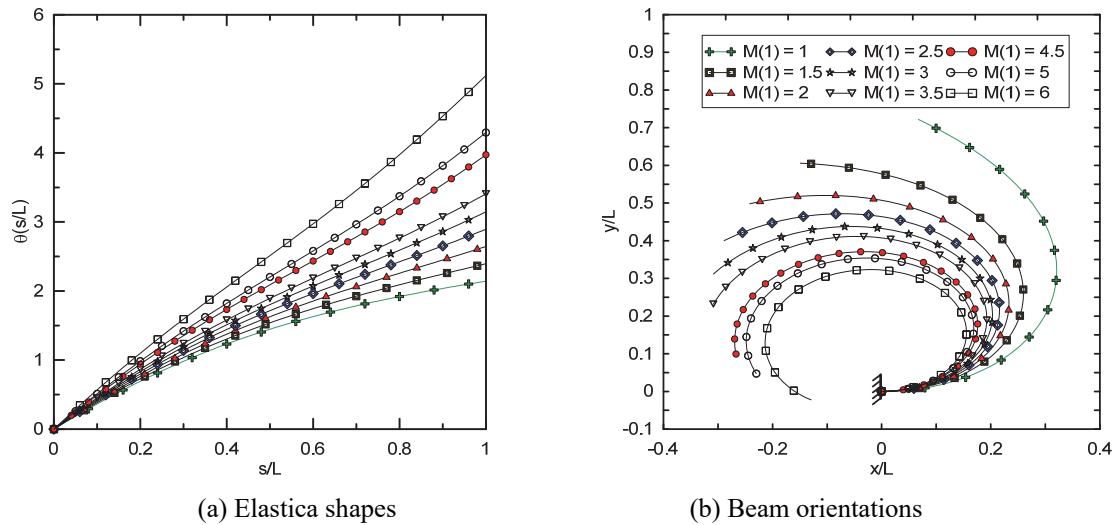 6
5
4
3
2
1
0
0
0.2
0.4
0.6
0.8
1
s/L
θ(s/L)
(a) Elastica shapes
1
0.9
0.8
0.7
0.6
0.5
0.4
0.3
0.2
0.1
0
-0.1
-0.4
-0.2
0
0.2
0.4
x/L
y/L
M(1) = 1
M(1) = 1.5
M(1) = 2
M(1) = 2.5
M(1) = 3
M(1) = 3.5
M(1) = 4.5
M(1) = 5
M(1) = 6
(b) Beam orientations